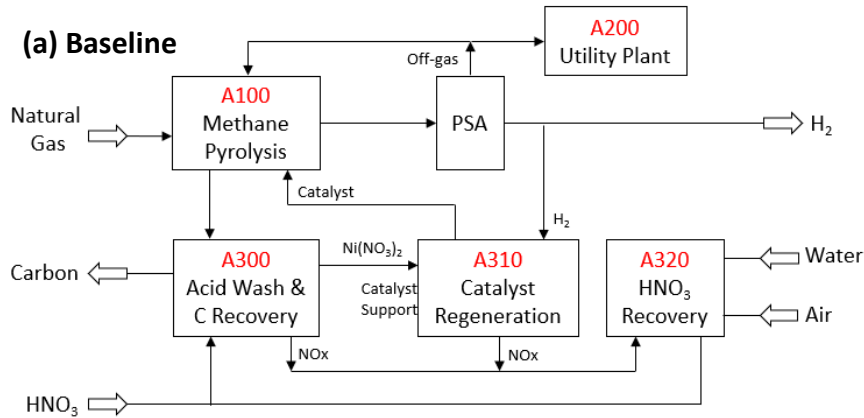 (a) Baseline
A200
Utility Plant
Off-gas
Natural
Gas
A100
Methane
Pyrolysis
PSA
H₂
Catalyst
H₂
Carbon
A300
Acid Wash &
C Recovery
Ni(NO₃)₂
Catalyst
Support
A310
Catalyst
Regeneration
A320
HNO₃
Recovery
Water
Air
NOx
NOx
HNO₃